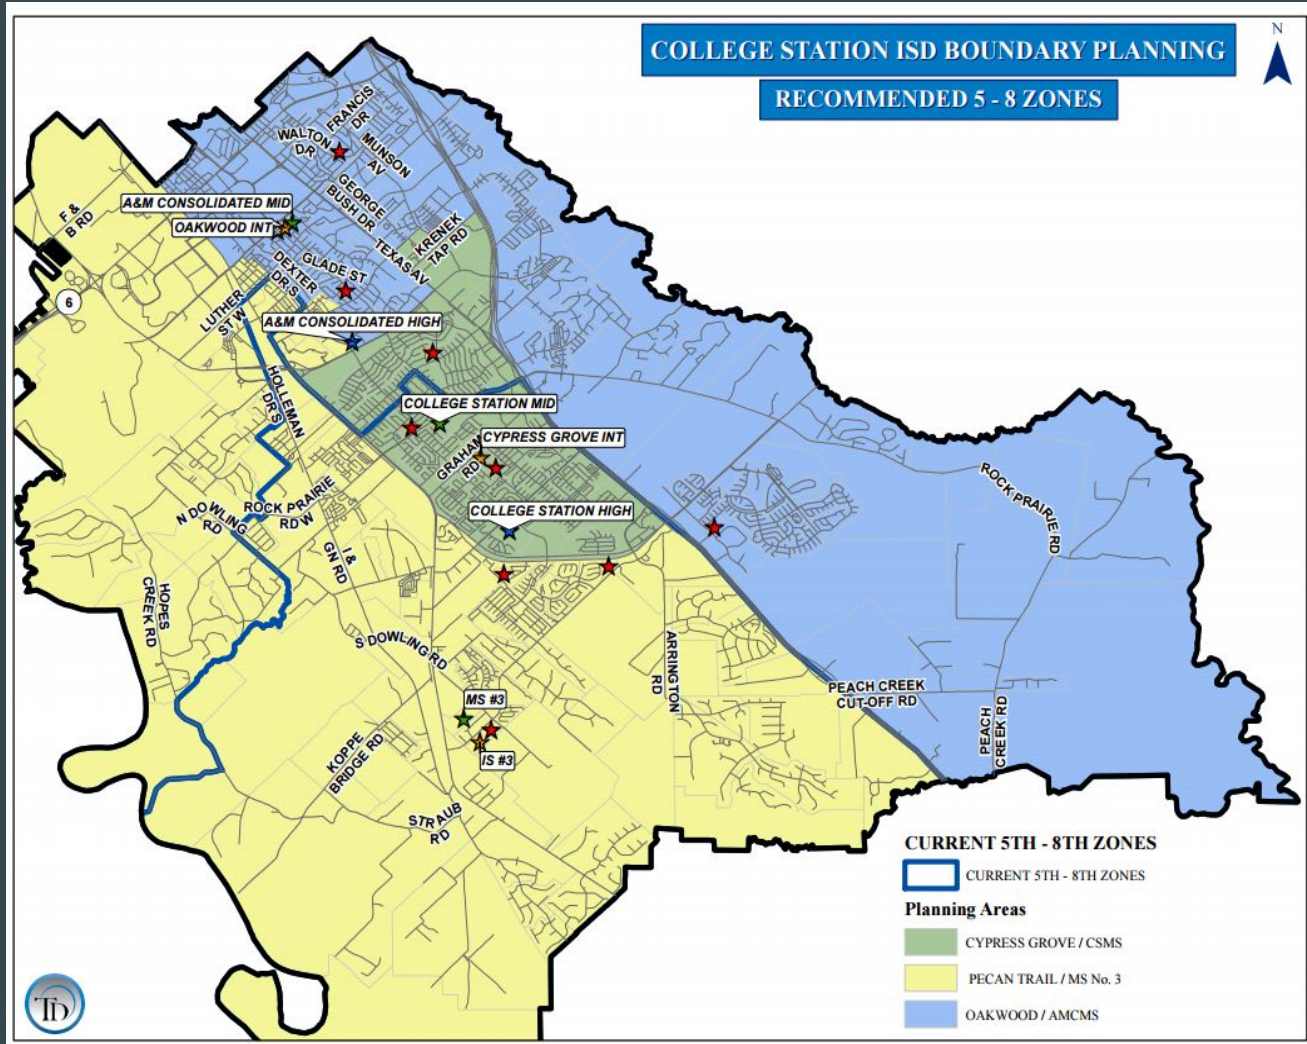 COLLEGE STATION ISD BOUNDARY PLANNING
RECOMMENDED 5 - 8 ZONES
N
FRANCIS
DR
WALTON
DR
MUNSON
AV
GEORGE
BUSH DR
KRENEK
TAP RD
TEXAS AV
A&M CONSOLIDATED MID
OAKWOOD INT
F &
B RD
GLADE ST
DEXTER
DR S
6
LUTHER
ST W
A&M CONSOLIDATED HIGH
HOLLEMAN
DR S
COLLEGE STATION MID
CYPRESS GROVE INT
GRAHAM
RD
ROCK PRAIRIE
RD
ROCK PRAIRIE
RD W
N DOWLING
RD
COLLEGE STATION HIGH
I &
GN RD
HOPES
CREEK RD
S DOWLING RD
ARRINGTON
RD
PEACH CREEK
CUT-OFF RD
PEACH
CREEK RD
MS #3
IS #3
KOPPE
BRIDGE RD
STRAUB
RD
CURRENT 5TH - 8TH ZONES
CURRENT 5TH - 8TH ZONES
Planning Areas
CYPRESS GROVE / CSMS
PECAN TRAIL / MS No. 3
OAKWOOD / AMCMS
TD